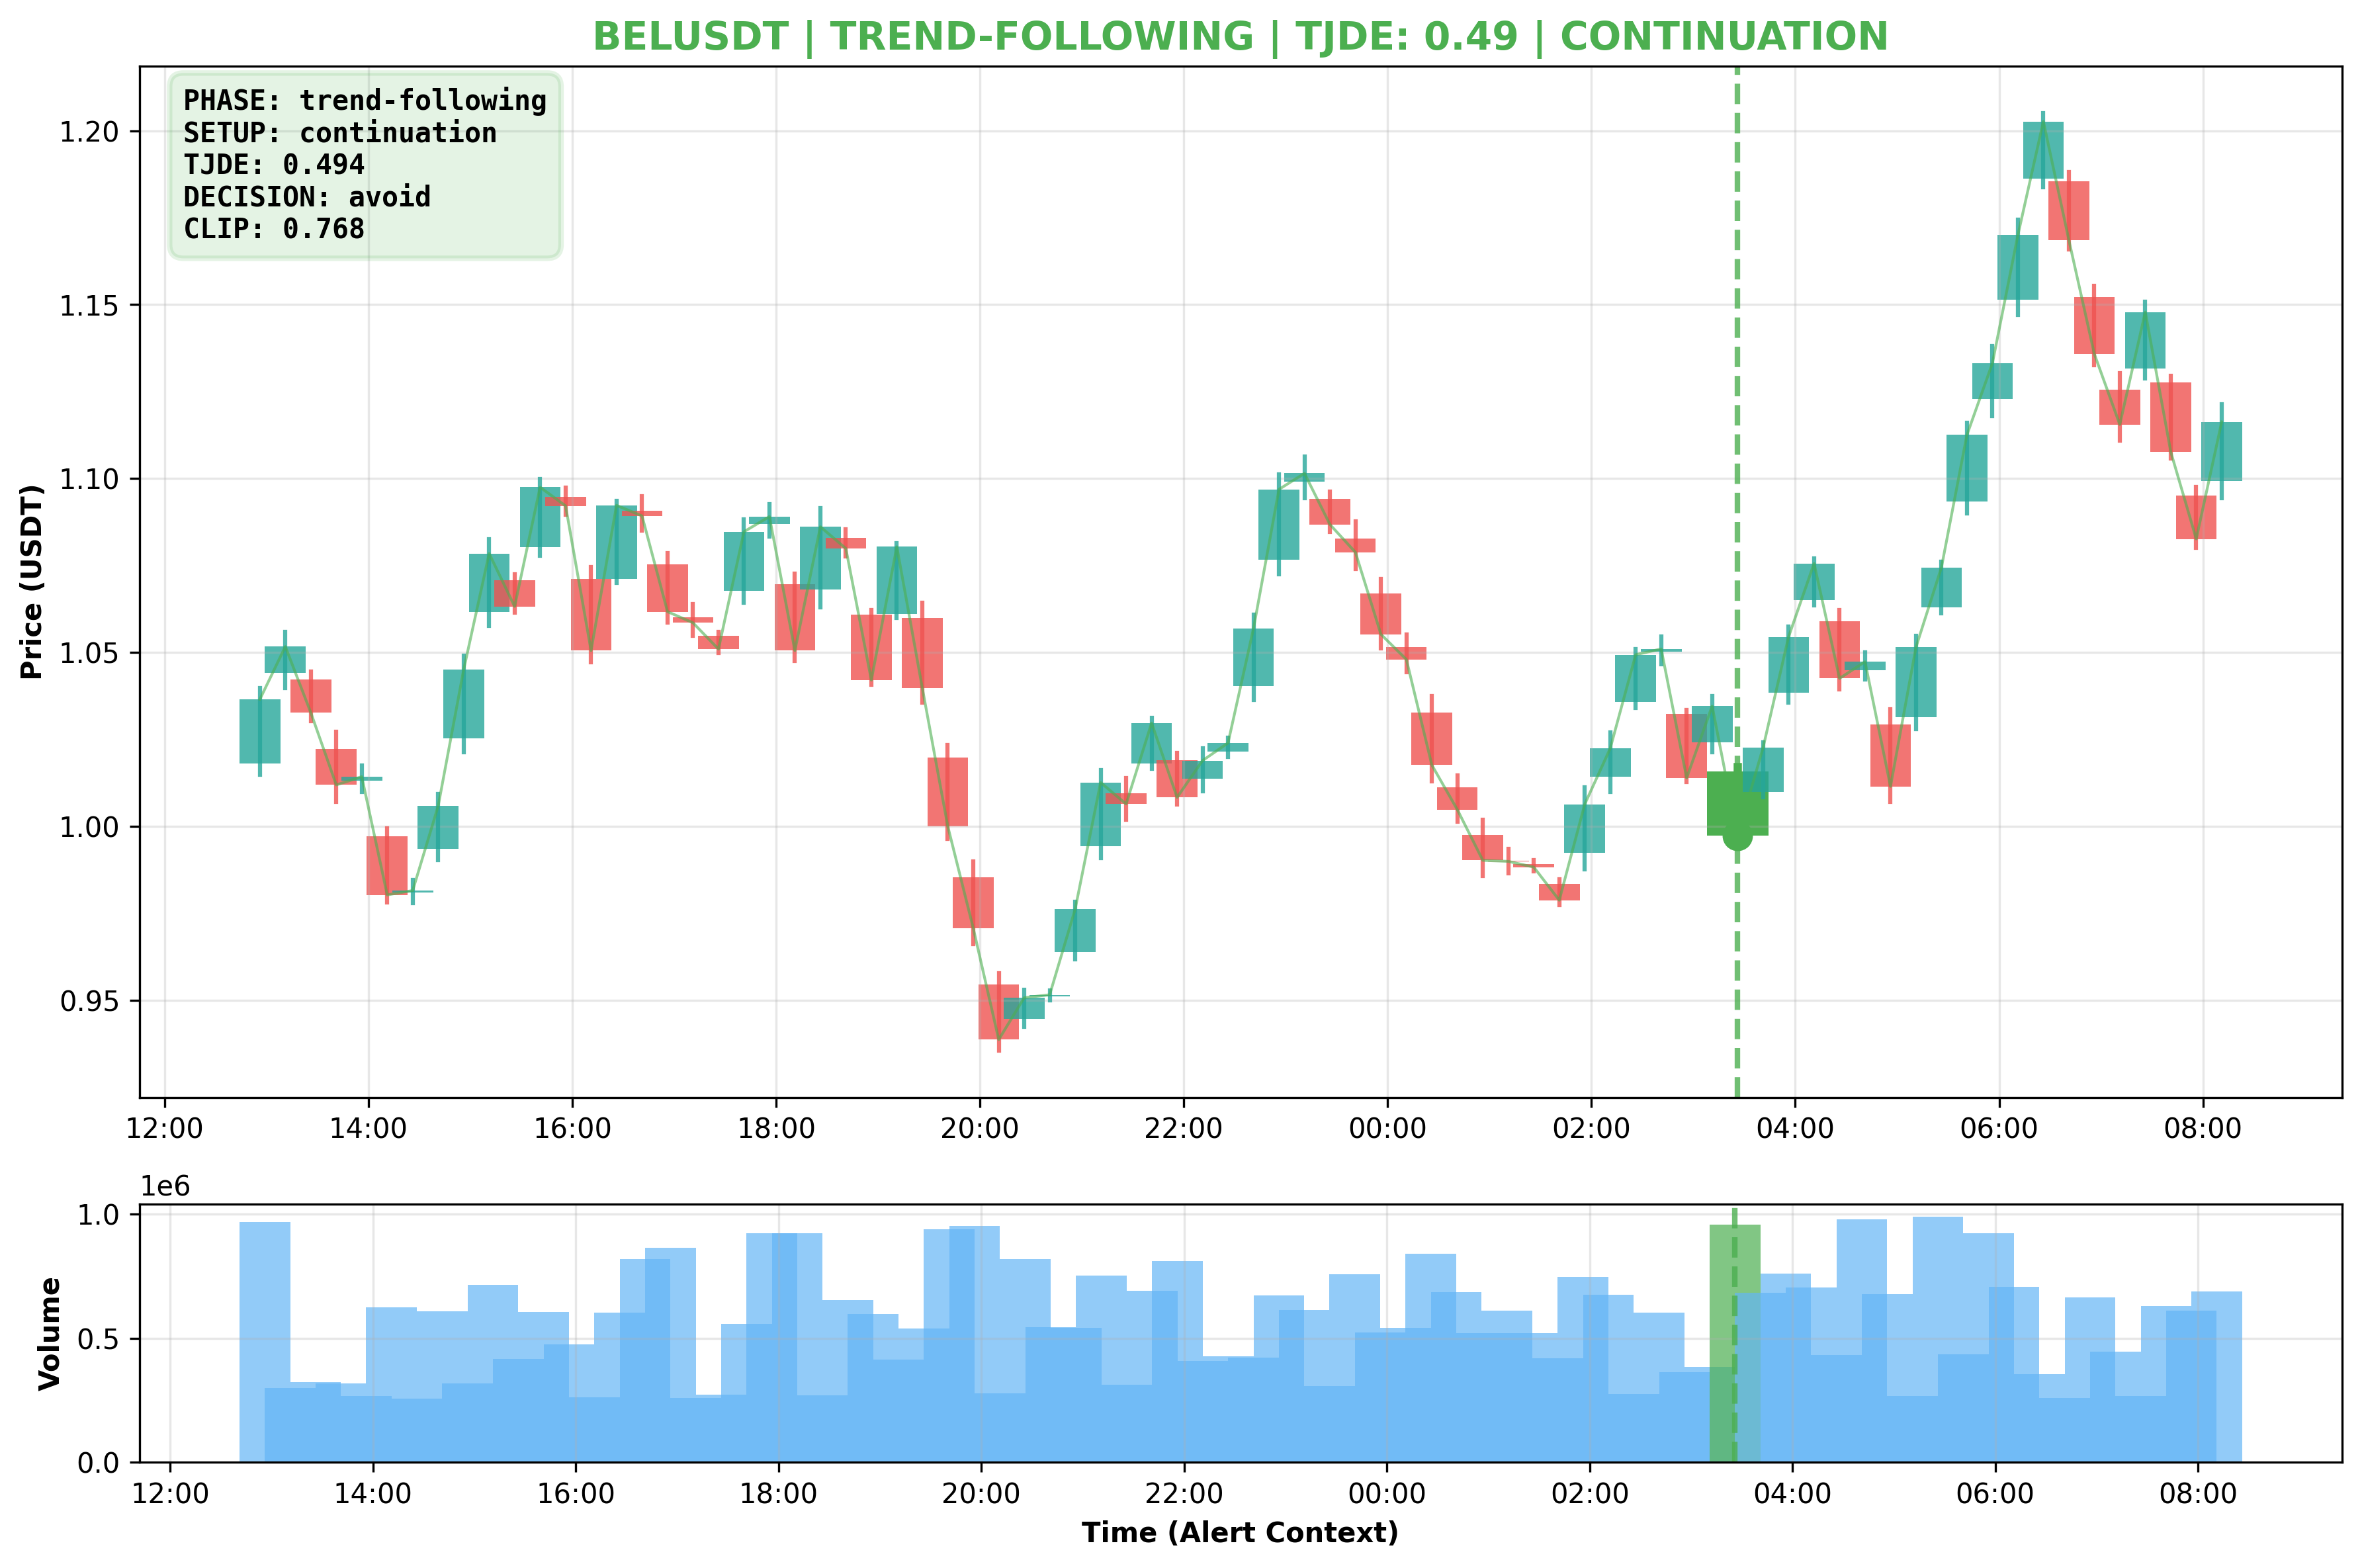 BELUSDT | TREND-FOLLOWING | TJDE: 0.49 | CONTINUATION
PHASE: trend-following
SETUP: continuation
TJDE: 0.494
DECISION: avoid
CLIP: 0.768
Price (USDT)
1.20
1.15
1.10
1.05
1.00
0.95
12:00 14:00 16:00 18:00 20:00 22:00 00:00 02:00 04:00 06:00 08:00
1e6
Volume
1.0
0.5
0.0
12:00 14:00 16:00 18:00 20:00 22:00 00:00 02:00 04:00 06:00 08:00
Time (Alert Context)